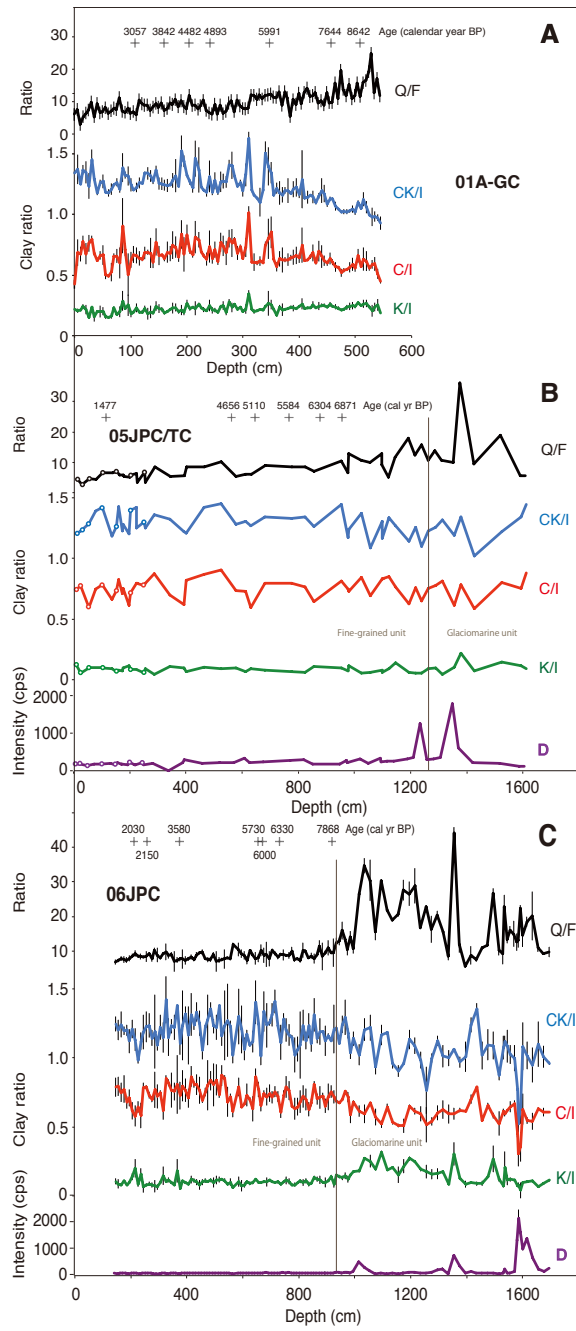 3057 3842 4482 4893 5991 7644 8642 Age (calendar year BP)
A
30
20
10
0
Ratio
Q/F
01A-GC
1.5
1.0
0.5
0
Clay ratio
CK/I
C/I
K/I
0 100 200 300 400 500 600
Depth (cm)
B
40
30
20
10
Ratio
1477 4656 5110 5584 6304 6871 Age (cal yr BP)
05JPC/TC
Q/F
1.5
1.0
0.5
0
Clay ratio
CK/I
C/I
Fine-grained unit Glaciomarine unit
K/I
2000
1000
0
Intensity (cps)
D
0 400 800 1200 1600
Depth (cm)
2030 3580 5730 6330 7868 Age (cal yr BP)
2150 6000
C
40
30
20
10
Ratio
06JPC
Q/F
1.5
1.0
0.5
0
Clay ratio
CK/I
C/I
Fine-grained unit Glaciomarine unit
K/I
2000
1000
0
Intensity (cps)
D
0 400 800 1200 1600
Depth (cm)